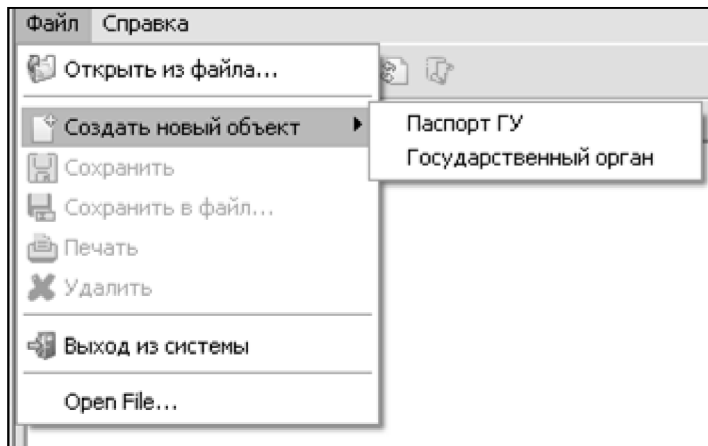 Файл Справка
Открыть из файла...
Создать новый объект
Паспорт ГУ
Государственный орган
Сохранить
Сохранить в файл...
Печать
Удалить
Выход из системы
Open File...